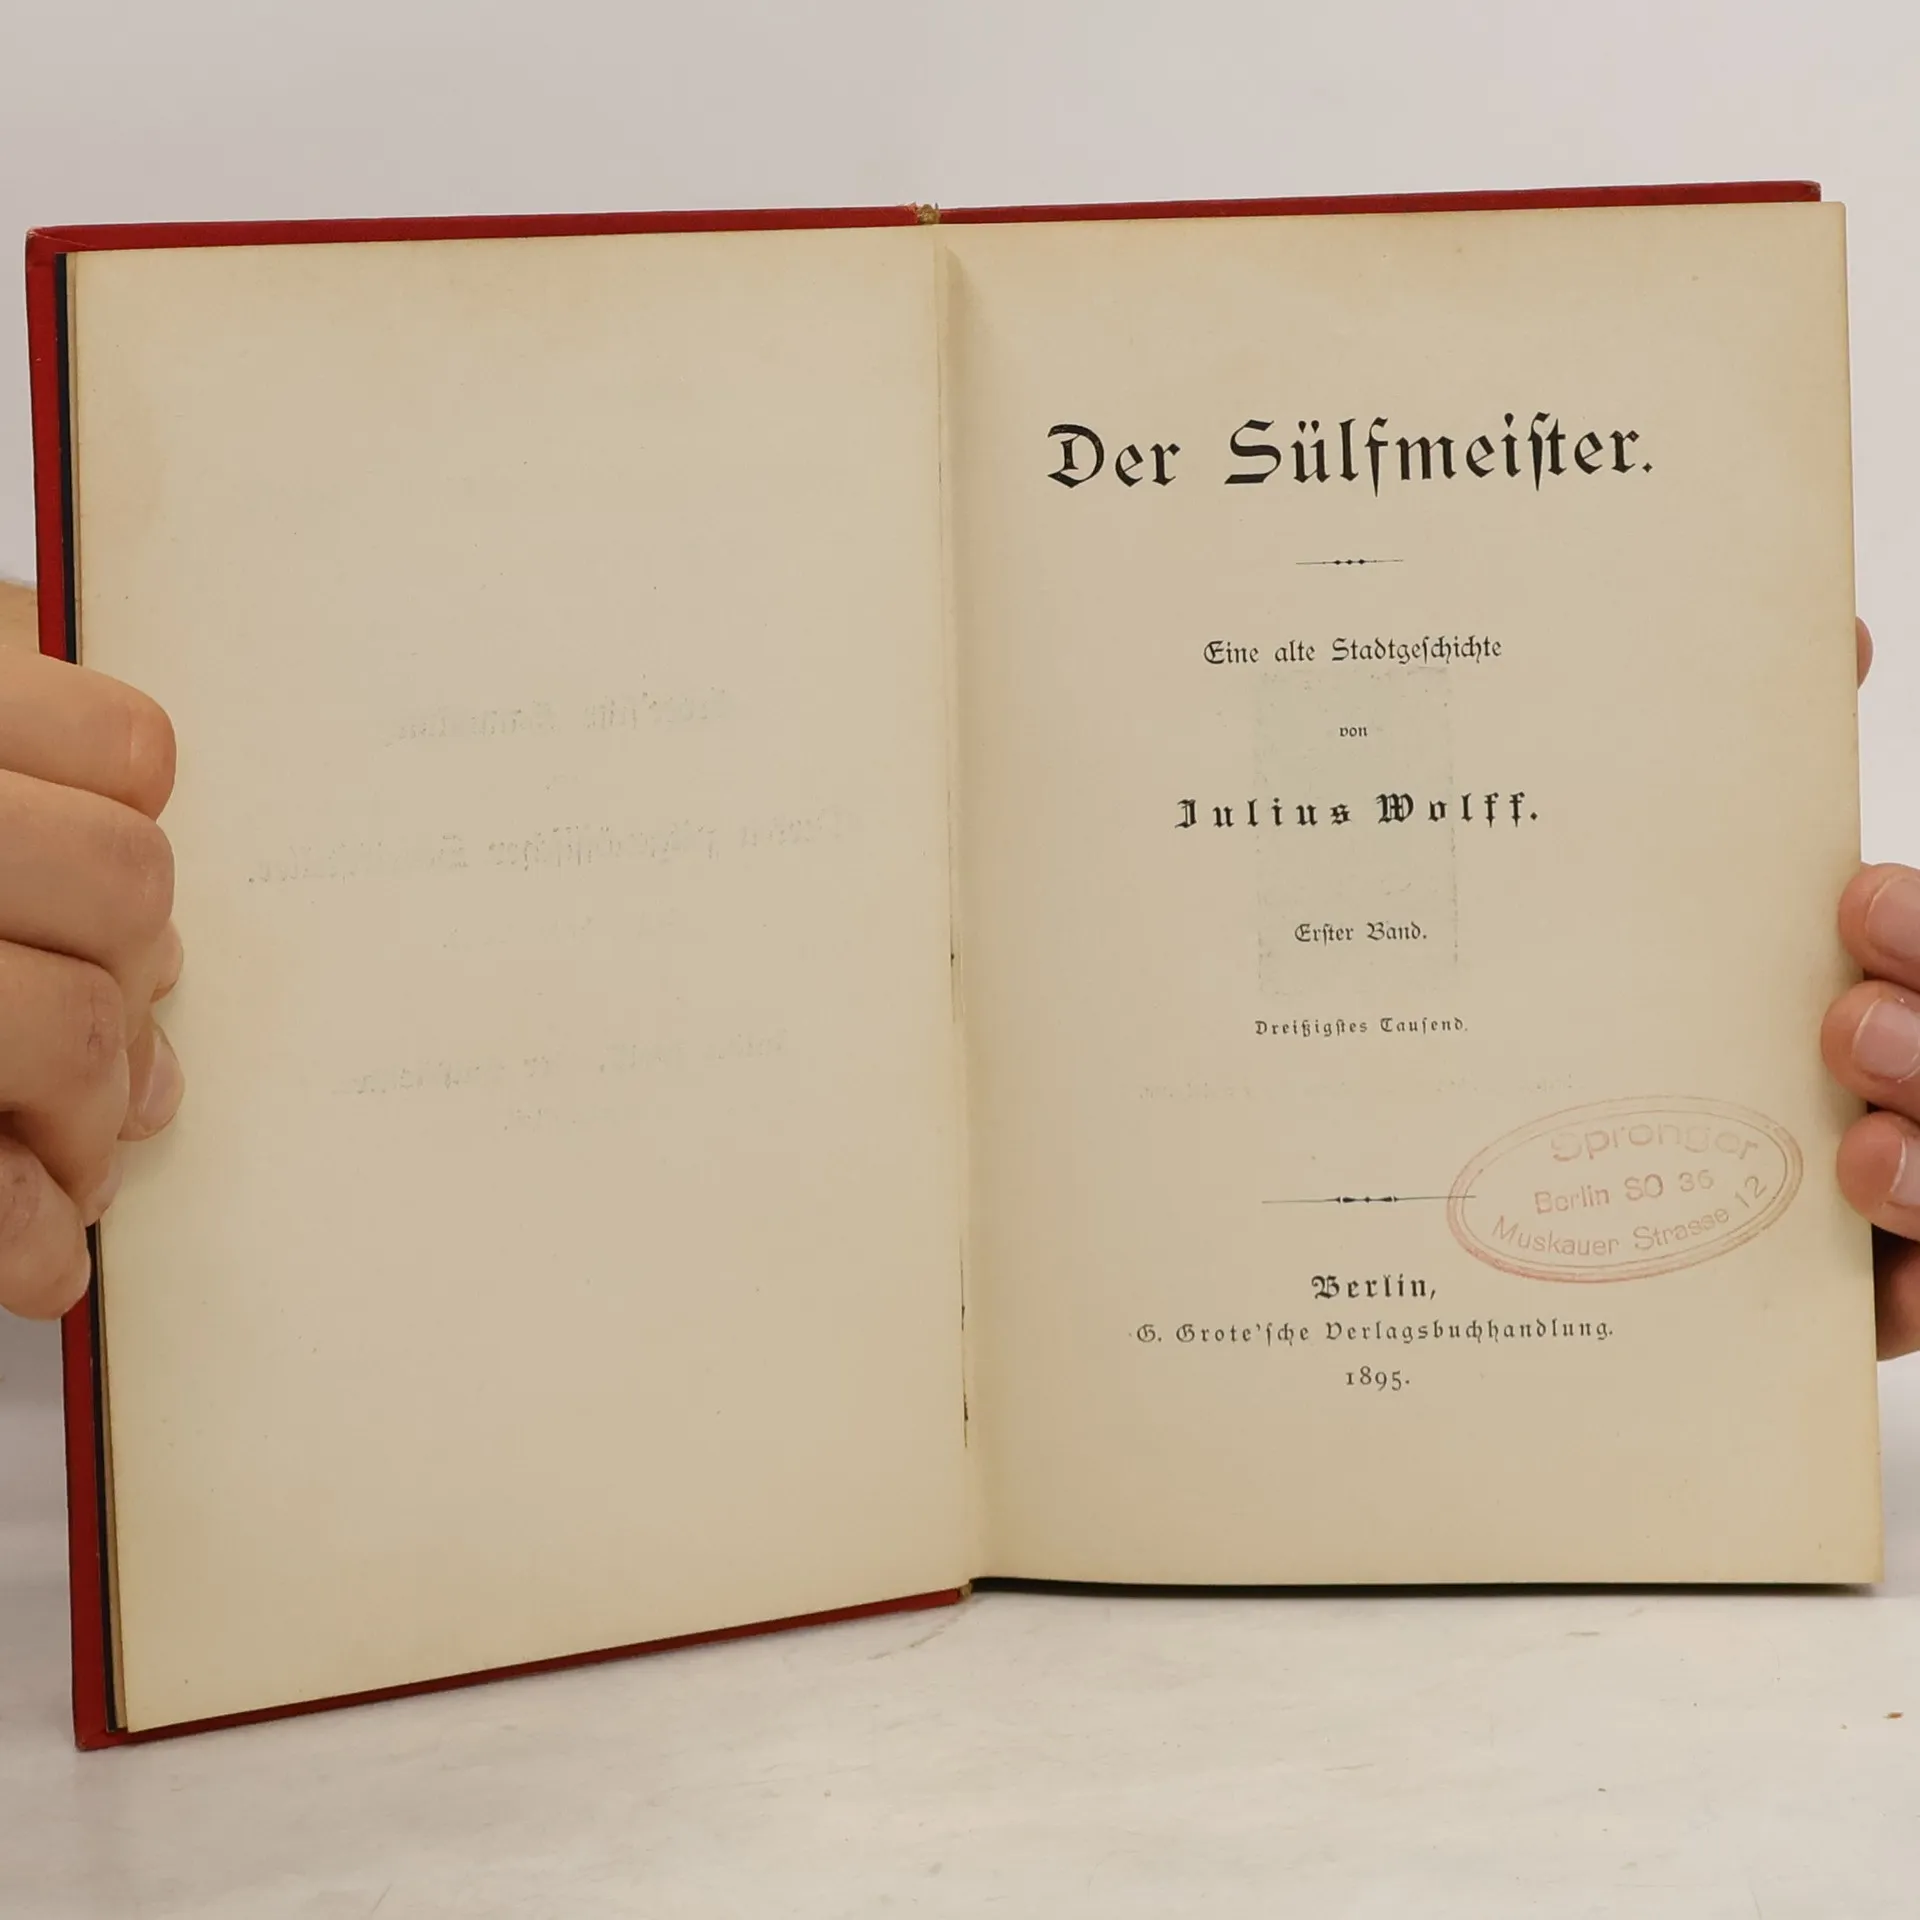 Der Sülfmeiſter.
Eine alte Stadtgeſchichte
von
Julius Wolff.
Erſter Band.
Dreißigſtes Tauſend.
Sprenger
Berlin SO 36
Muskauer Strasse 12
Berlin,
G. Grote'ſche Verlagsbuchhandlung.
1895.